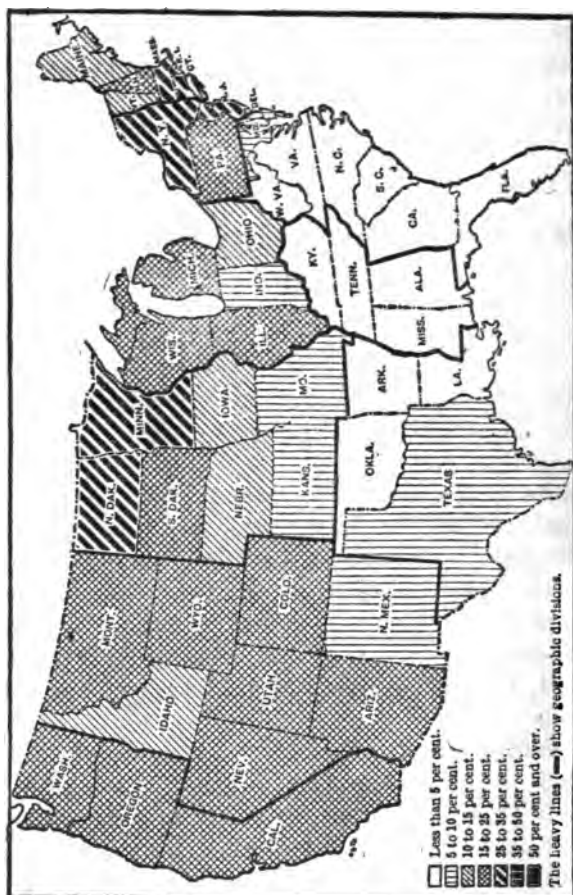 WASH.
OREGON
CAL.
NEV.
IDAHO
MONT.
WYO.
UTAH
COLO.
ARIZ.
N. MEX.
N. DAK.
S. DAK.
NEBR.
KANS.
OKLA.
TEXAS
MINN.
IOWA
MO.
ARK.
LA.
WIS.
ILL.
MICH.
IND.
OHIO
KY.
TENN.
MISS.
ALA.
GA.
FLA.
S. C.
N. C.
VA.
W. VA.
PA.
N. Y.
MAINE
VT.
MASS.
CT.
DEL.
Less than 5 per cent.
5 to 10 per cent.
10 to 15 per cent.
15 to 25 per cent.
25 to 35 per cent.
35 to 50 per cent.
50 per cent and over.
The heavy lines (━) show geographic divisions.